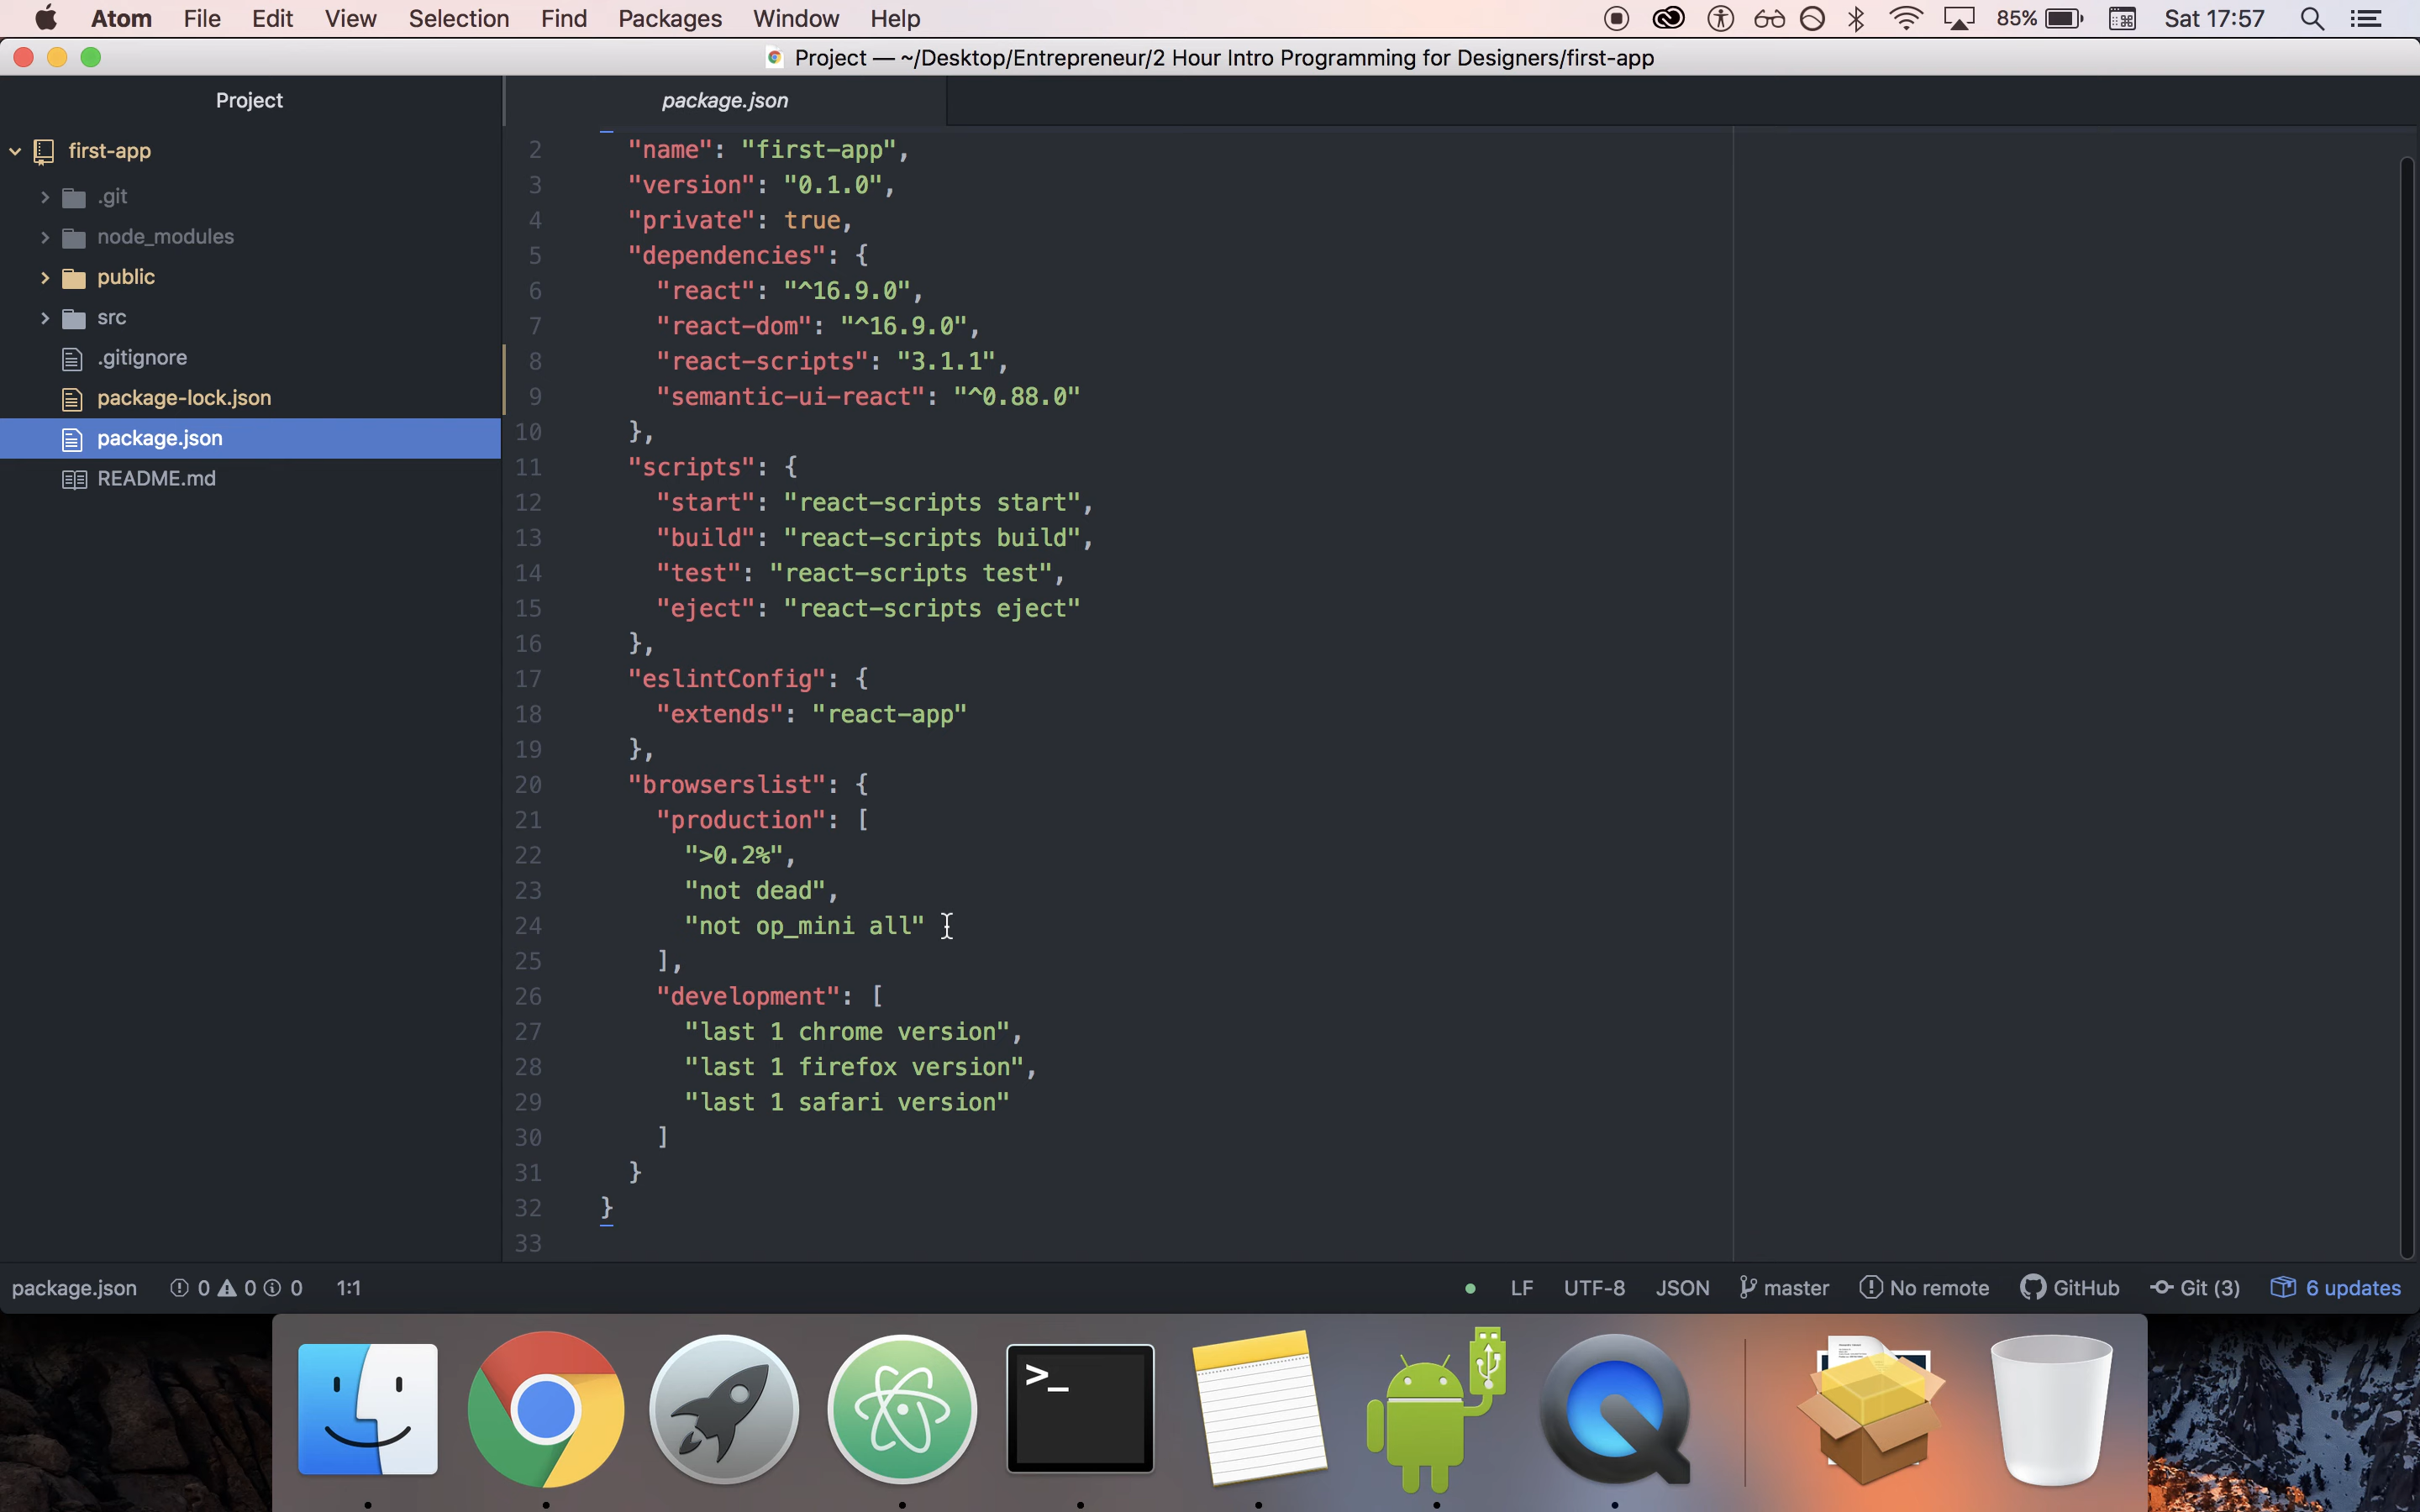 Atom File Edit View Selection Find Packages Window Help 85% Sat 17:57
Project — ~/Desktop/Entrepreneur/2 Hour Intro Programming for Designers/first-app
Project
package.json
first-app
.git
node_modules
public
src
.gitignore
package-lock.json
package.json
README.md
2 "name": "first-app",
3 "version": "0.1.0",
4 "private": true,
5 "dependencies": {
6 "react": "^16.9.0",
7 "react-dom": "^16.9.0",
8 "react-scripts": "3.1.1",
9 "semantic-ui-react": "^0.88.0"
10 },
11 "scripts": {
12 "start": "react-scripts start",
13 "build": "react-scripts build",
14 "test": "react-scripts test",
15 "eject": "react-scripts eject"
16 },
17 "eslintConfig": {
18 "extends": "react-app"
19 },
20 "browserslist": {
21 "production": [
22 ">0.2%",
23 "not dead",
24 "not op_mini all"
25 ],
26 "development": [
27 "last 1 chrome version",
28 "last 1 firefox version",
29 "last 1 safari version"
30 ]
31 }
32 }
33
package.json 0 0 0 1:1 LF UTF-8 JSON master No remote GitHub Git (3) 6 updates
>_